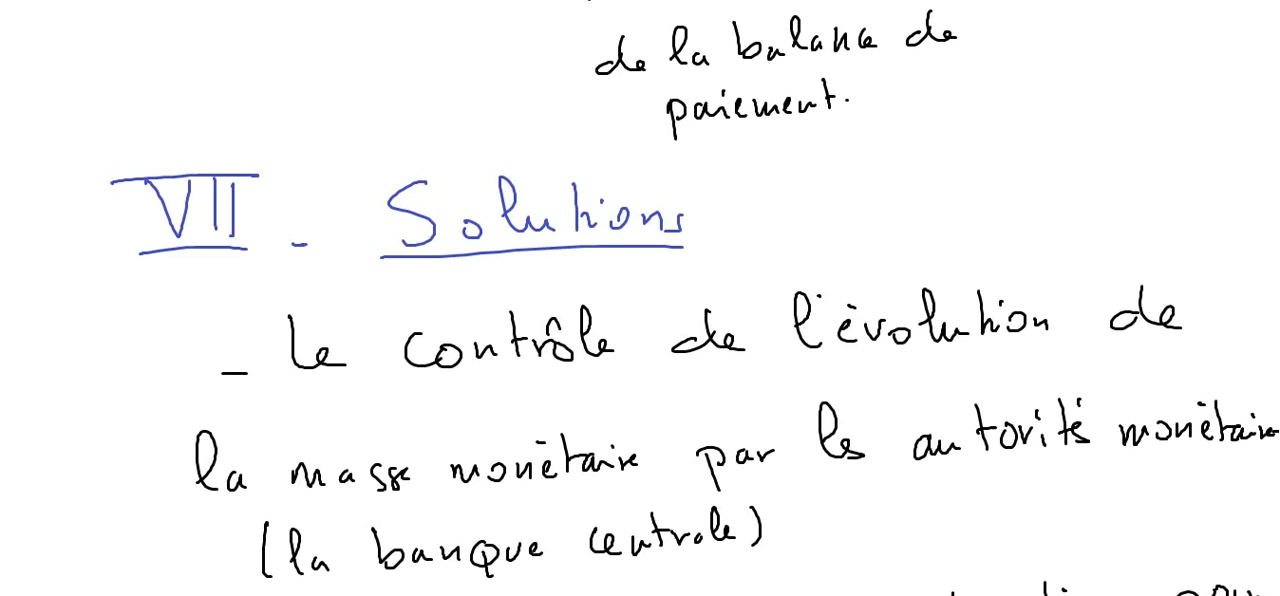 de la balance de
paiement.
VII - Solutions
- Le contrôle de l'évolution de
la masse monétaire par les autorités monétaire
(la banque centrale)